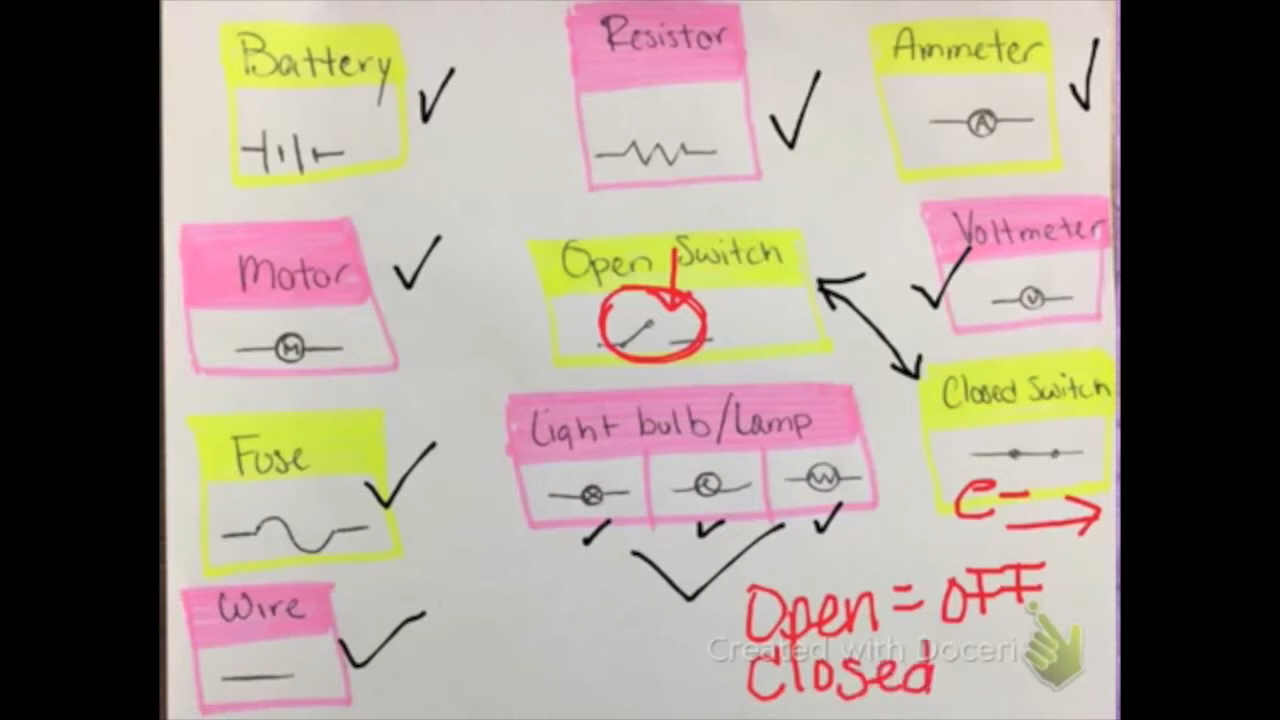 Battery
Resistor
Ammeter
A
Motor
M
Open Switch
Voltmeter
V
Fuse
Light bulb/Lamp
Closed Switch
e-
Wire
Open = OFF
Closed
Created with Doceri